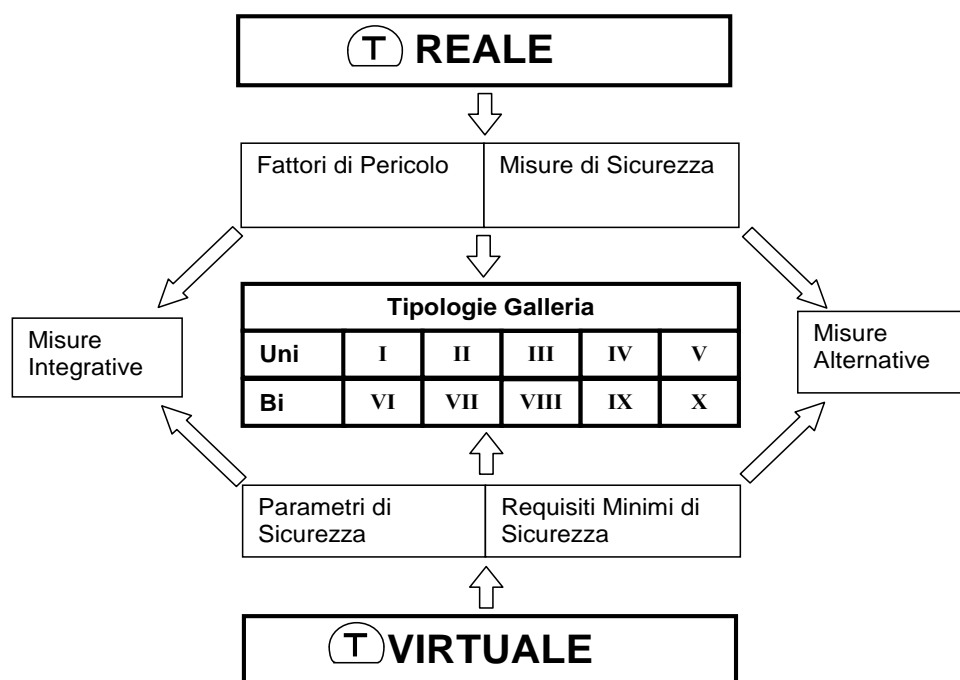 T REALE
Fattori di Pericolo
Misure di Sicurezza
Tipologie Galleria
Uni I II III IV V
Bi VI VII VIII IX X
Misure
Integrative
Misure
Alternative
Parametri di
Sicurezza
Requisiti Minimi di
Sicurezza
T VIRTUALE